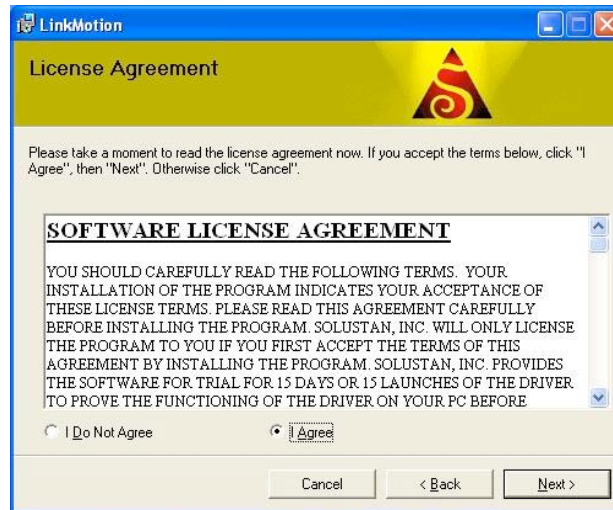 LinkMotion
License Agreement
Please take a moment to read the license agreement now. If you accept the terms below, click "I
Agree", then "Next". Otherwise click "Cancel".
SOFTWARE LICENSE AGREEMENT
YOU SHOULD CAREFULLY READ THE FOLLOWING TERMS. YOUR
INSTALLATION OF THE PROGRAM INDICATES YOUR ACCEPTANCE OF
THESE LICENSE TERMS. PLEASE READ THIS AGREEMENT CAREFULLY
BEFORE INSTALLING THE PROGRAM. SOLUSTAN, INC. WILL ONLY LICENSE
THE PROGRAM TO YOU IF YOU FIRST ACCEPT THE TERMS OF THIS
AGREEMENT BY INSTALLING THE PROGRAM. SOLUSTAN, INC. PROVIDES
THE SOFTWARE FOR TRIAL FOR 15 DAYS OR 15 LAUNCHES OF THE DRIVER
TO PROVE THE FUNCTIONING OF THE DRIVER ON YOUR PC BEFORE
I Do Not Agree
I Agree
Cancel
< Back
Next >